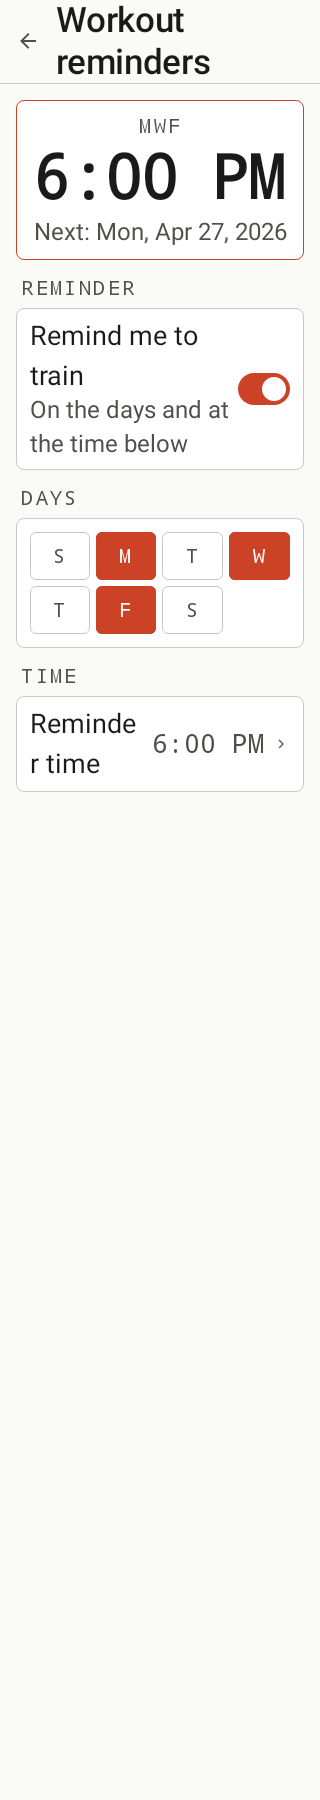 Workout
reminders
MWF
6:00 PM
Next: Mon, Apr 27, 2026
REMINDER
Remind me to
train
On the days and at
the time below
DAYS
S M T W
T F S
TIME
Reminde
r time
6:00 PM